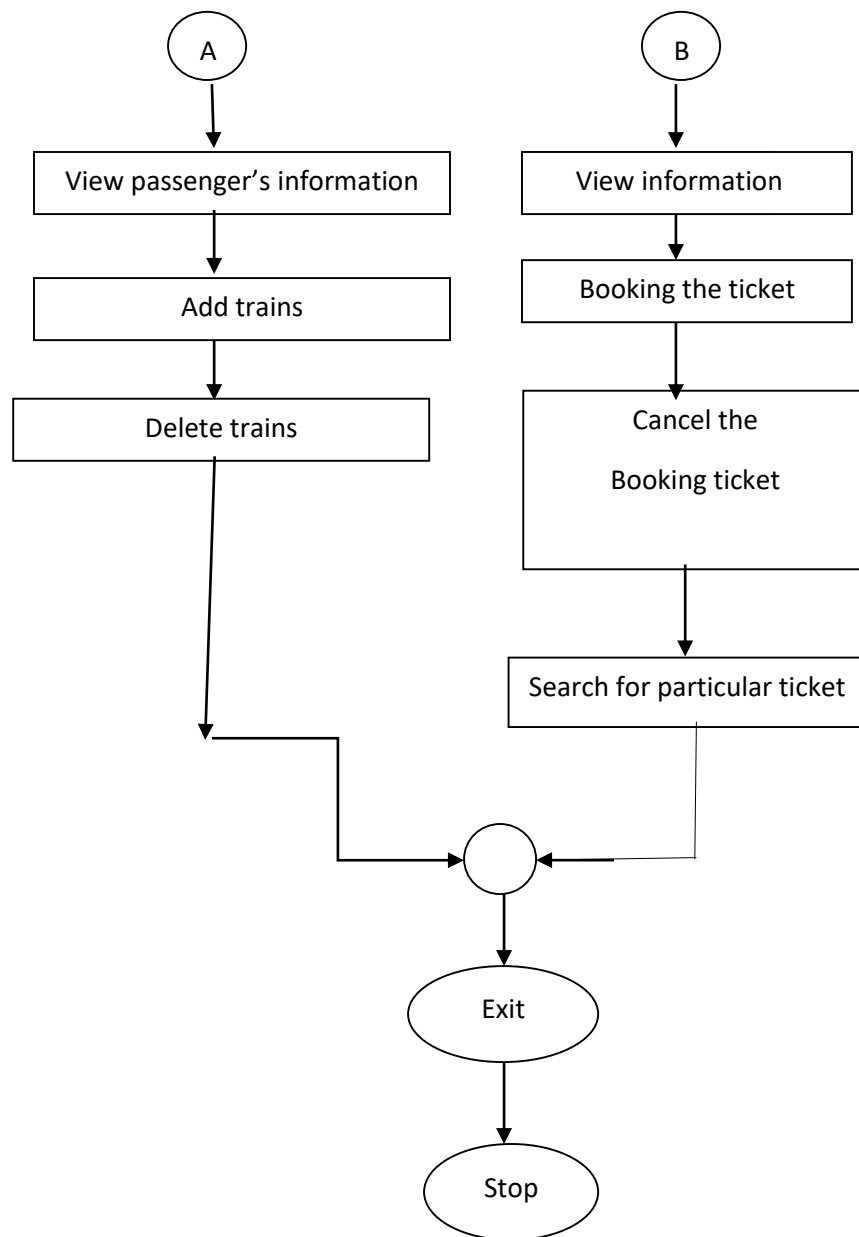 A
View passenger’s information
Add trains
Delete trains
B
View information
Booking the ticket
Cancel the
Booking ticket
Search for particular ticket
Exit
Stop